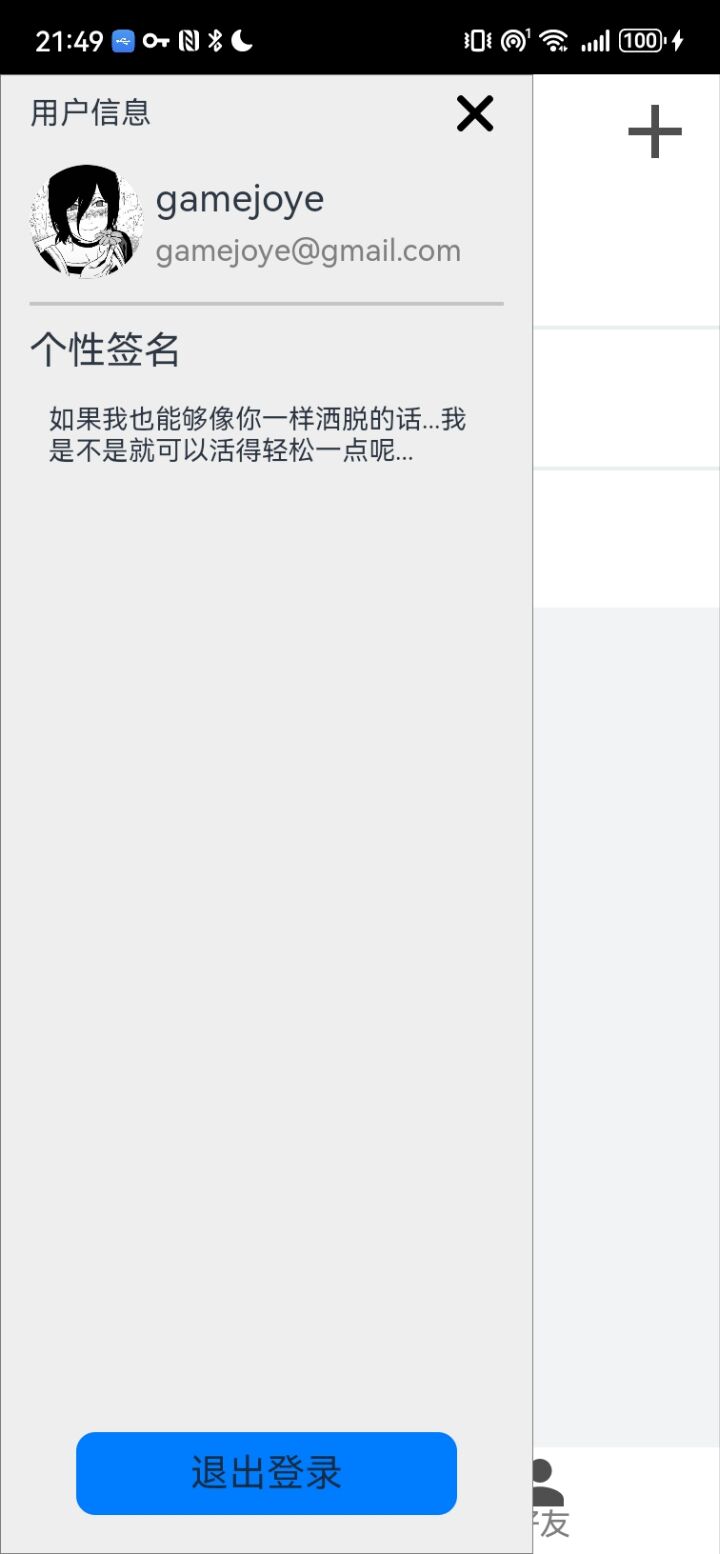 21:49
100
用户信息
gamejoye
gamejoye@gmail.com
个性签名
如果我也能够像你一样洒脱的话...我
是不是就可以活得轻松一点呢...
退出登录
友